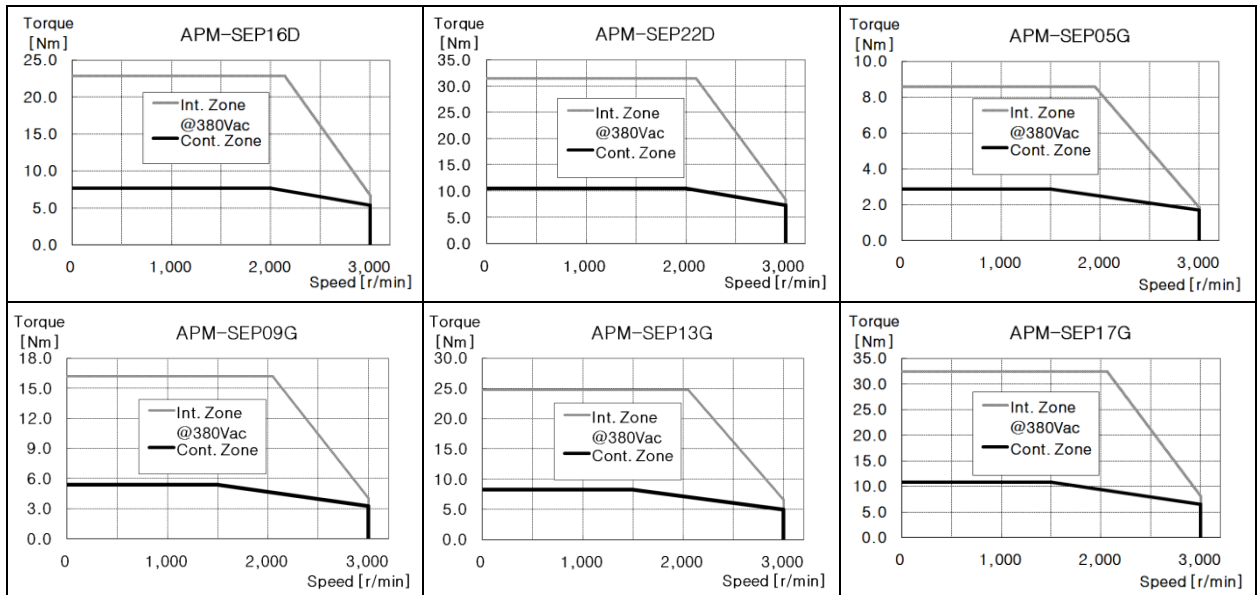 Torque
[Nm]
APM-SEP16D
25.0
20.0
15.0
10.0
5.0
0.0
Int. Zone
@380Vac
Cont. Zone
0 1,000 2,000 3,000
Speed [r/min]
Torque
[Nm]
APM-SEP22D
35.0
30.0
25.0
20.0
15.0
10.0
5.0
0.0
Int. Zone
@380Vac
Cont. Zone
0 1,000 2,000 3,000
Speed [r/min]
Torque
[Nm]
APM-SEP05G
10.0
8.0
6.0
4.0
2.0
0.0
Int. Zone
@380Vac
Cont. Zone
0 1,000 2,000 3,000
Speed [r/min]
Torque
[Nm]
APM-SEP09G
18.0
15.0
12.0
9.0
6.0
3.0
0.0
Int. Zone
@380Vac
Cont. Zone
0 1,000 2,000 3,000
Speed [r/min]
Torque
[Nm]
APM-SEP13G
30.0
25.0
20.0
15.0
10.0
5.0
0.0
Int. Zone
@380Vac
Cont. Zone
0 1,000 2,000 3,000
Speed [r/min]
Torque
[Nm]
APM-SEP17G
35.0
30.0
25.0
20.0
15.0
10.0
5.0
0.0
Int. Zone
@380Vac
Cont. Zone
0 1,000 2,000 3,000
Speed [r/min]